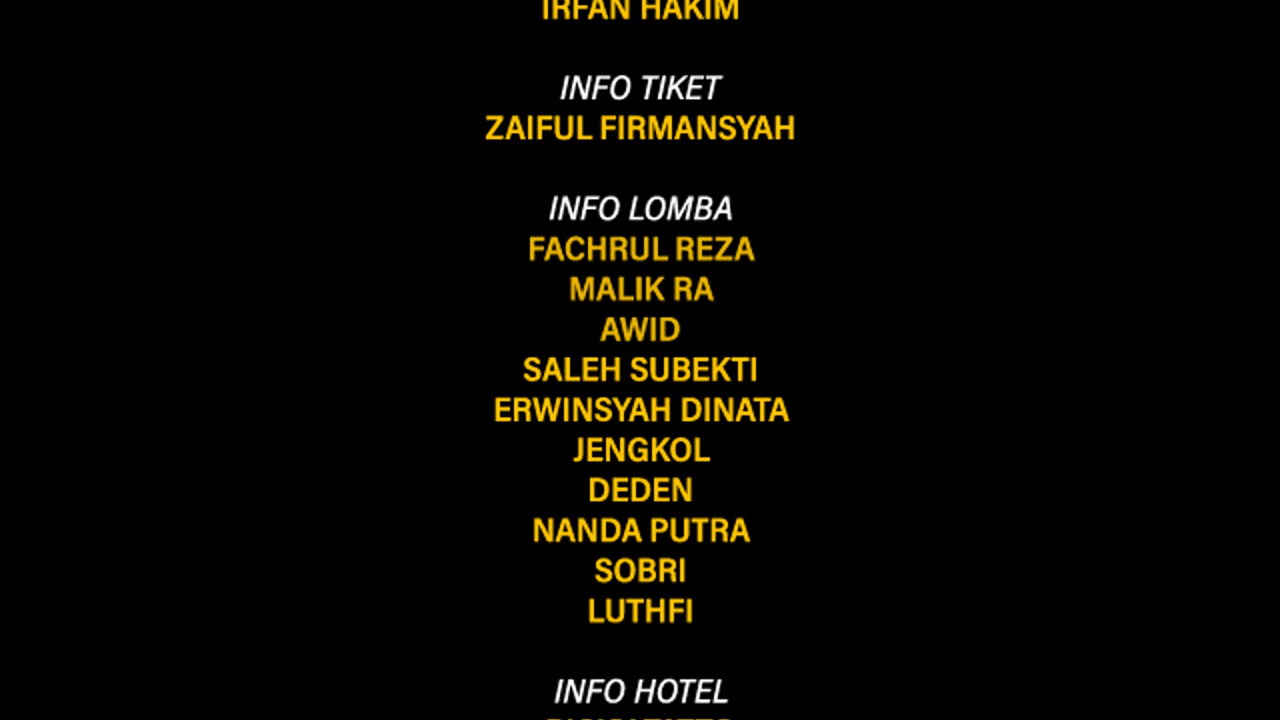 IRFAN HAKIM
INFO TIKET
ZAIFUL FIRMANSYAH
INFO LOMBA
FACHRUL REZA
MALIK RA
AWID
SALEH SUBEKTI
ERWINSYAH DINATA
JENGKOL
DEDEN
NANDA PUTRA
SOBRI
LUTHFI
INFO HOTEL